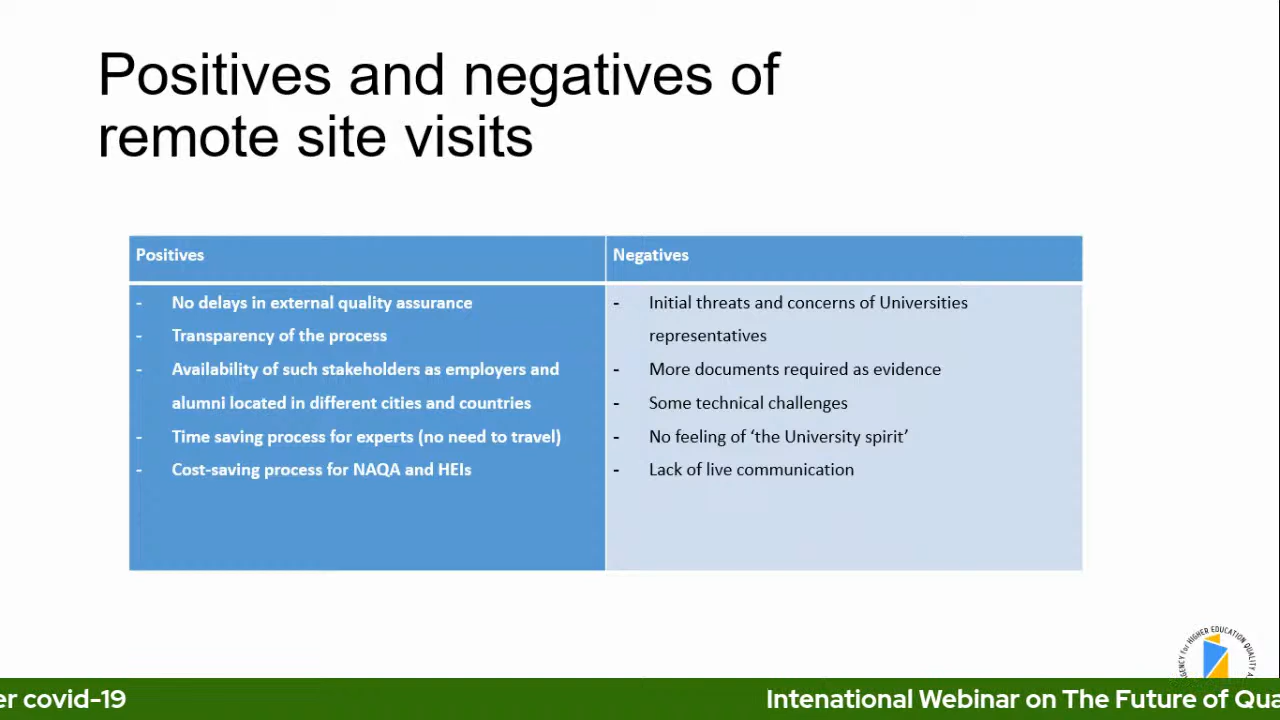 Positives and negatives of
remote site visits
Positives
- No delays in external quality assurance
- Transparency of the process
- Availability of such stakeholders as employers and
alumni located in different cities and countries
- Time saving process for experts (no need to travel)
- Cost-saving process for NAQA and HEIs
Negatives
- Initial threats and concerns of Universities
representatives
- More documents required as evidence
- Some technical challenges
- No feeling of ‘the University spirit’
- Lack of live communication
for HIGHER EDUCATION QUALITY
er covid-19
Intenational Webinar on The Future of Qua